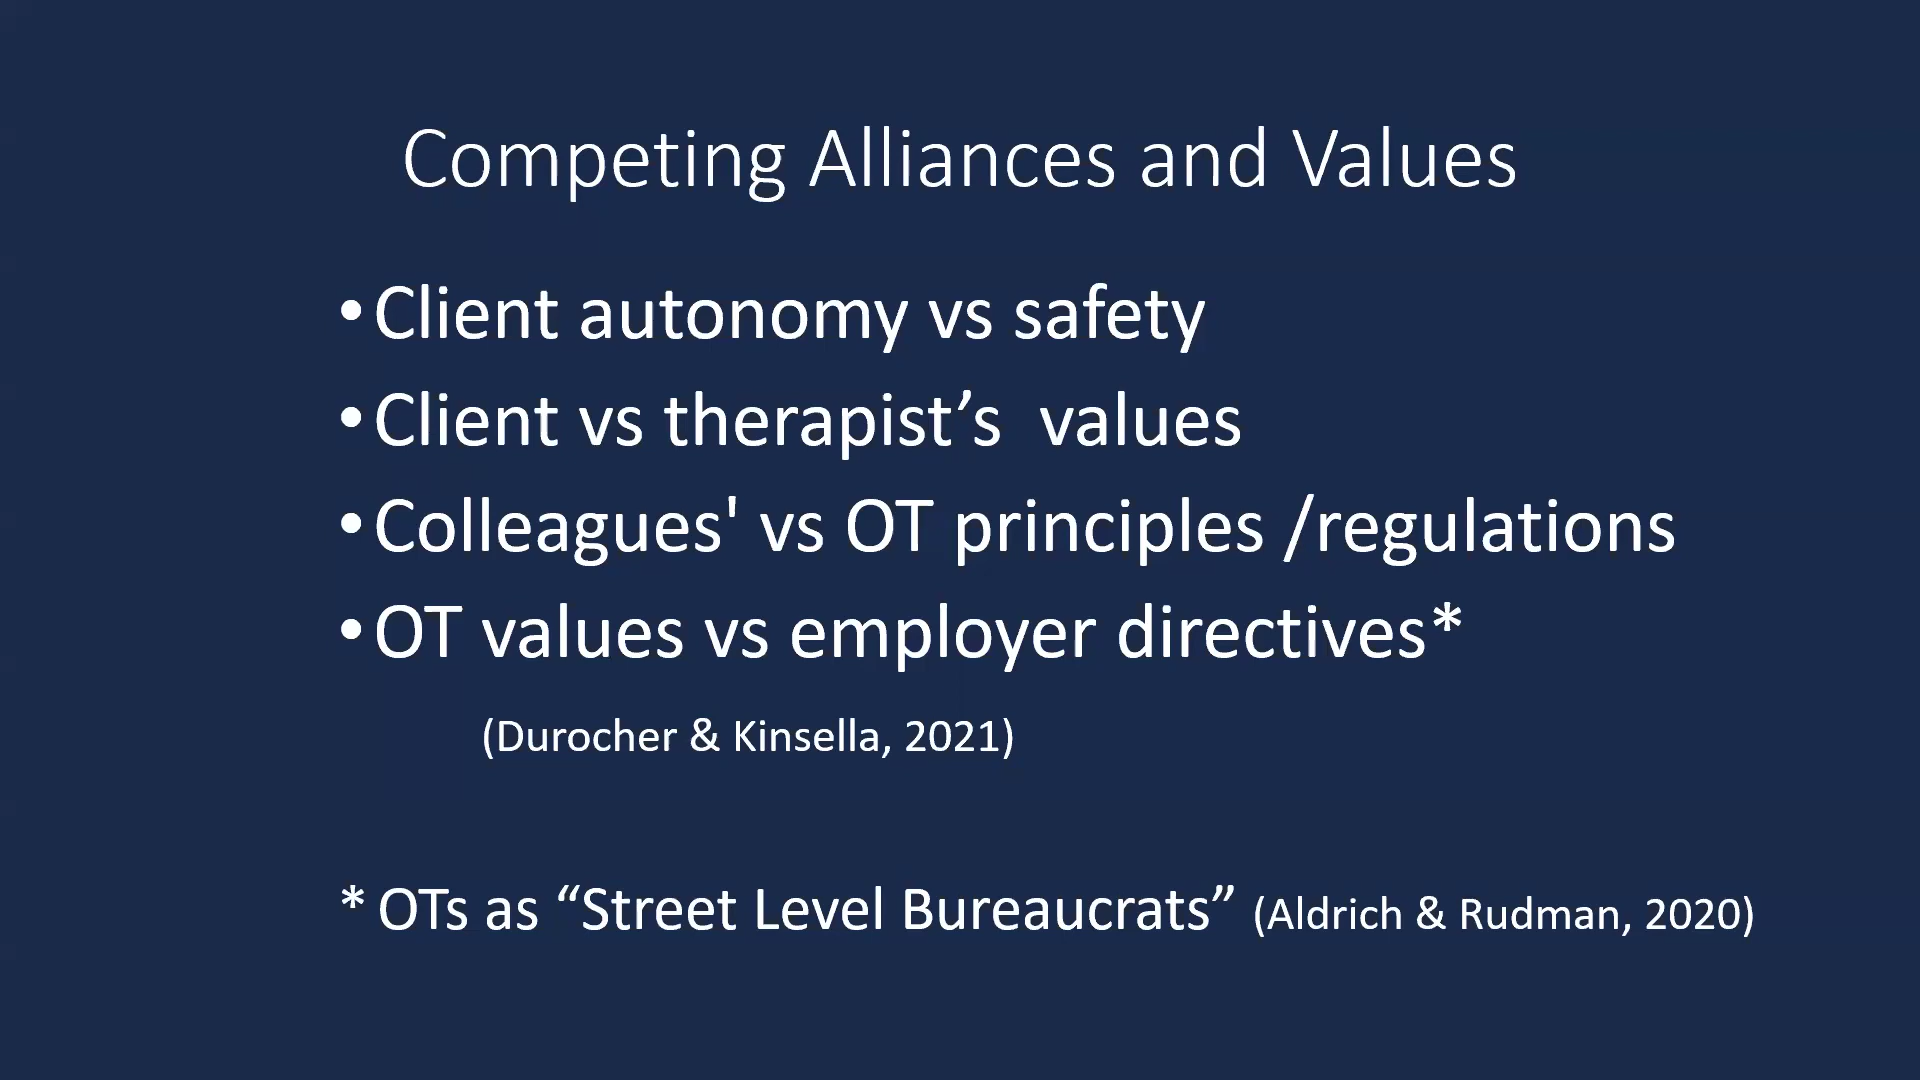 Competing Alliances and Values
• Client autonomy vs safety
• Client vs therapist’s  values
• Colleagues' vs OT principles /regulations
• OT values vs employer directives*
(Durocher & Kinsella, 2021)
* OTs as “Street Level Bureaucrats” (Aldrich & Rudman, 2020)